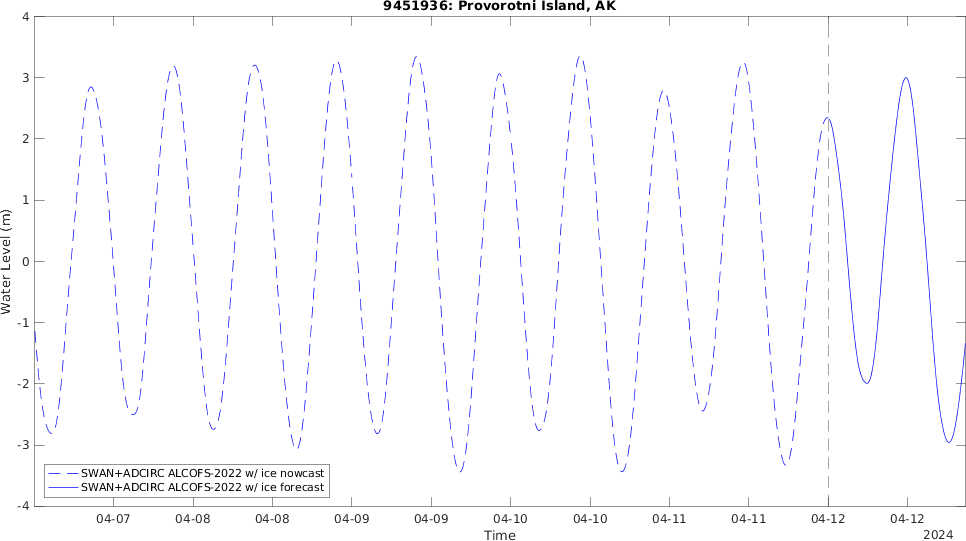 9451936: Provorotni Island, AK
4
3
2
1
0
-1
-2
-3
-4
Water Level (m)
SWAN+ADCIRC ALCOFS-2022 w/ ice nowcast
SWAN+ADCIRC ALCOFS-2022 w/ ice forecast
04-07 04-08 04-08 04-09 04-09 04-10 04-10 04-11 04-11 04-12 04-12
Time
2024